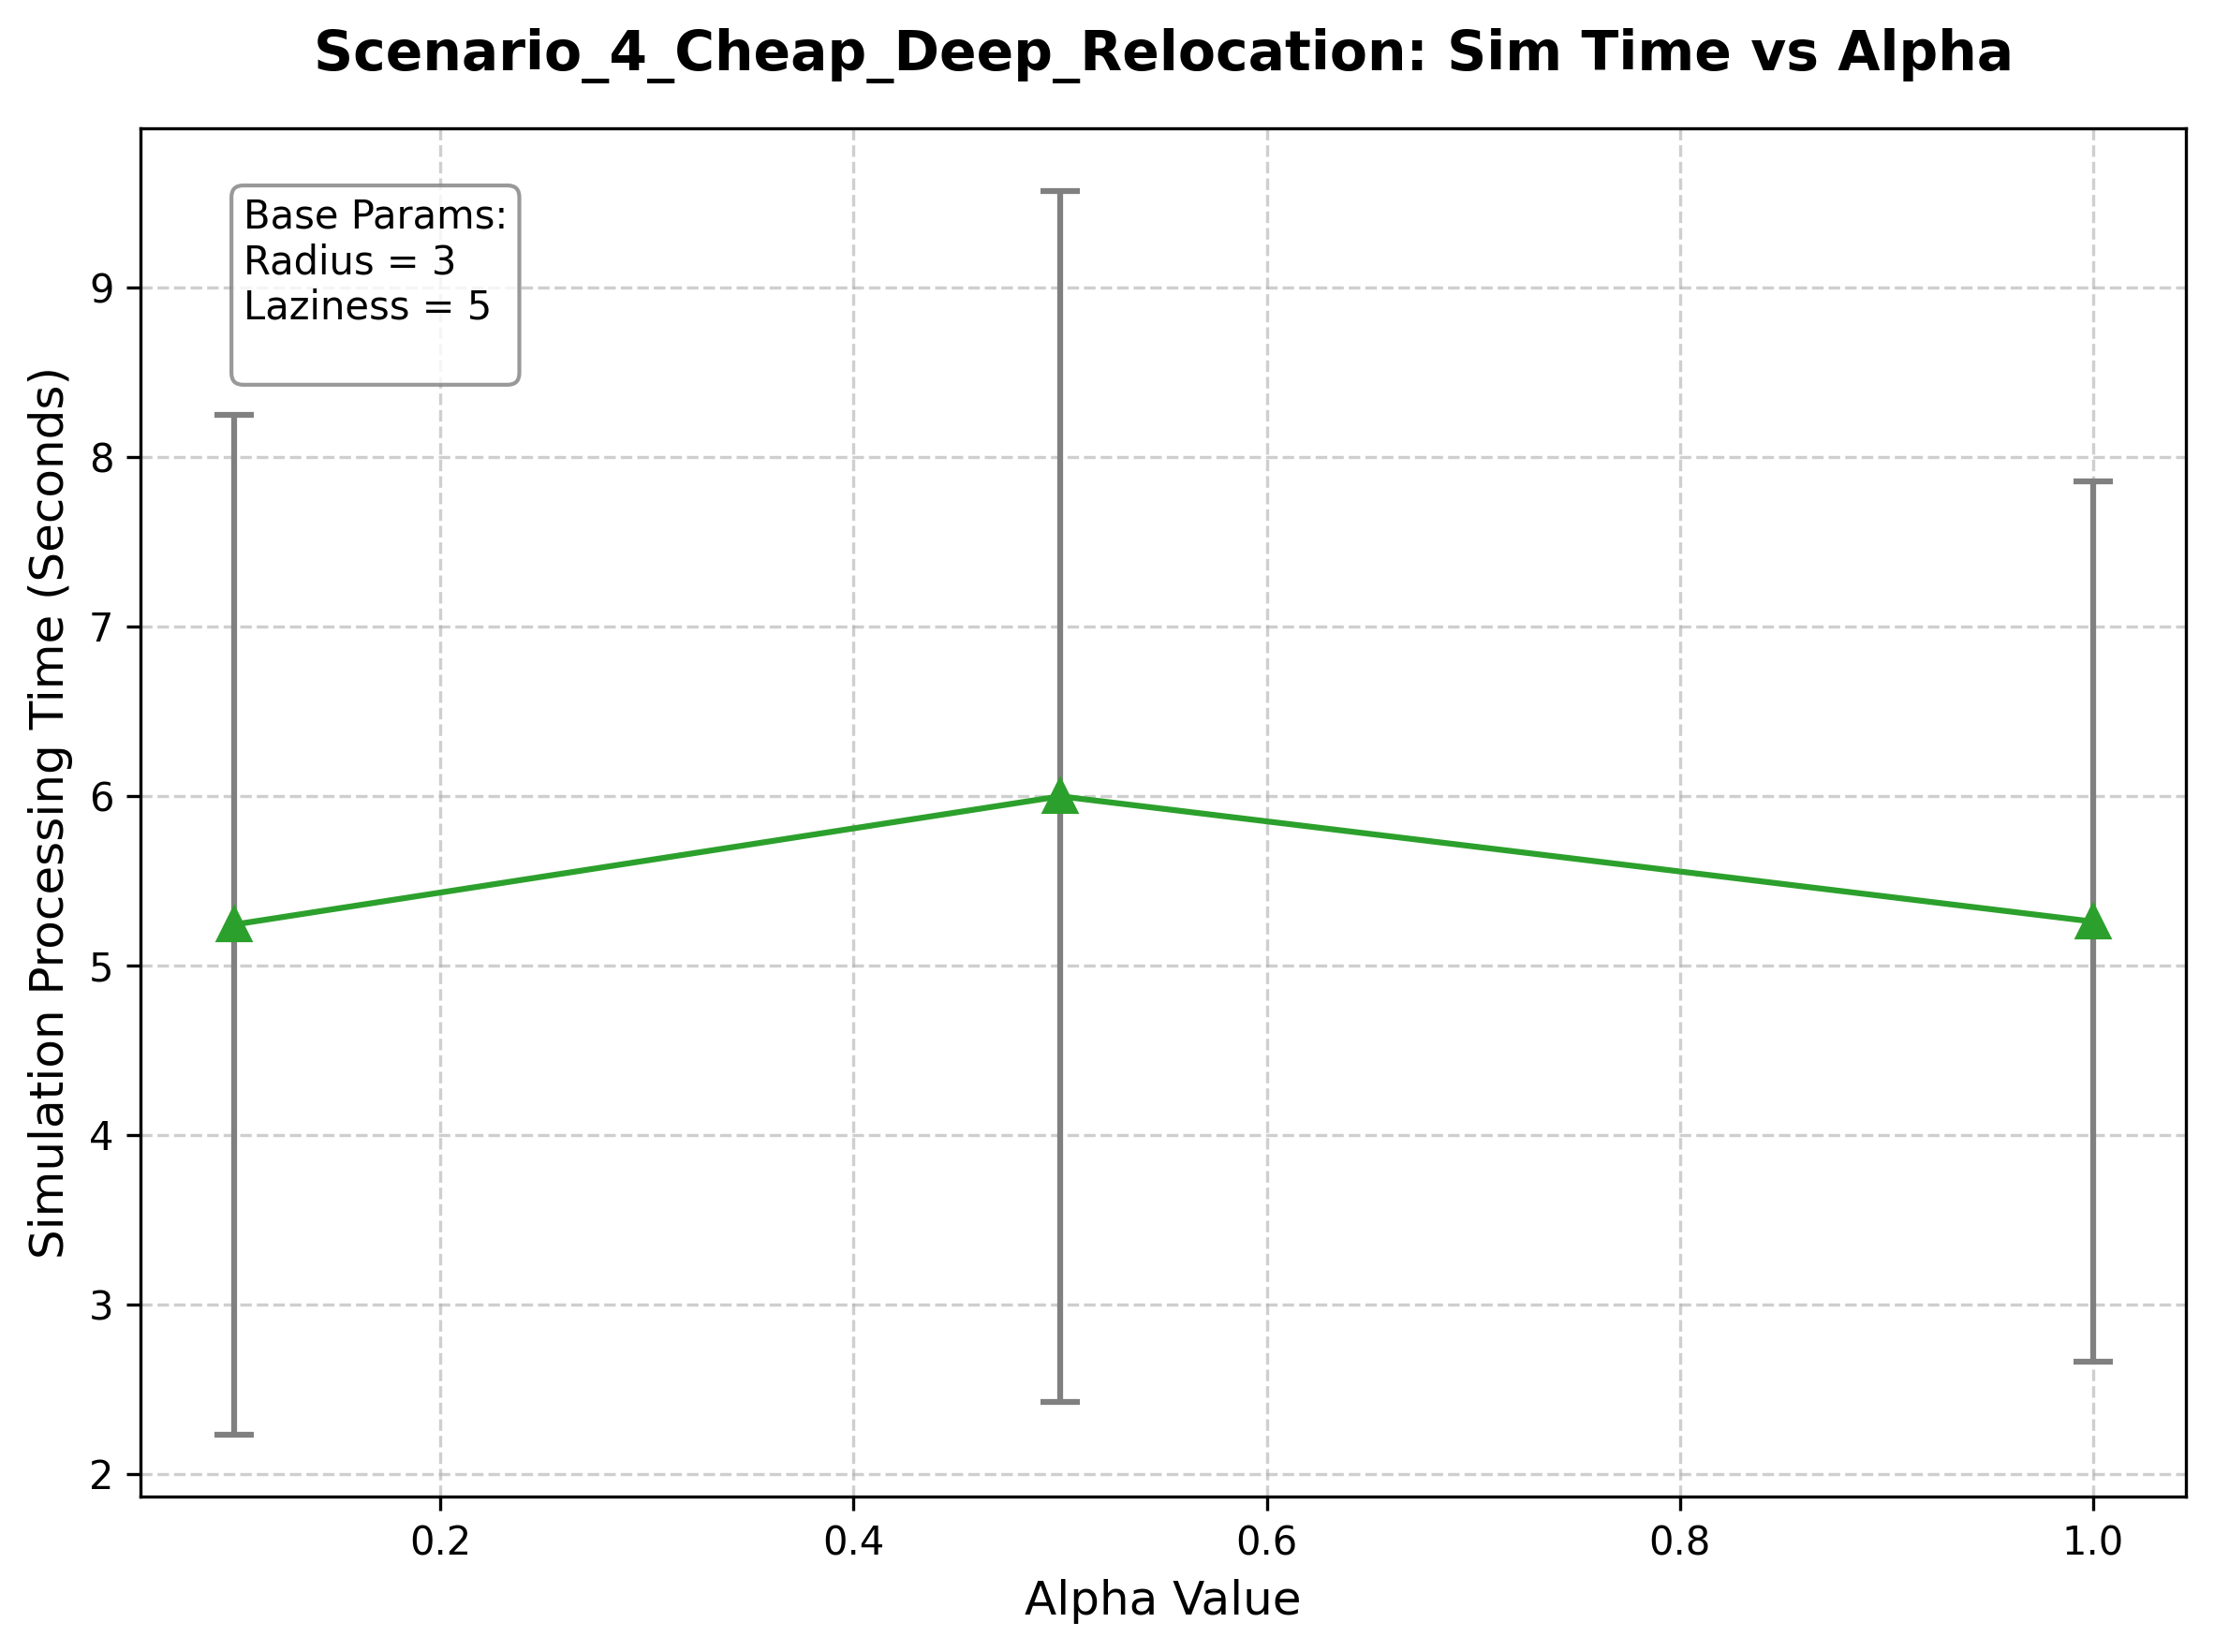 Scenario_4_Cheap_Deep_Relocation: Sim Time vs Alpha
Base Params:
Radius = 3
Laziness = 5
Simulation Processing Time (Seconds)
9
8
7
6
5
4
3
2
0.2 0.4 0.6 0.8 1.0
Alpha Value